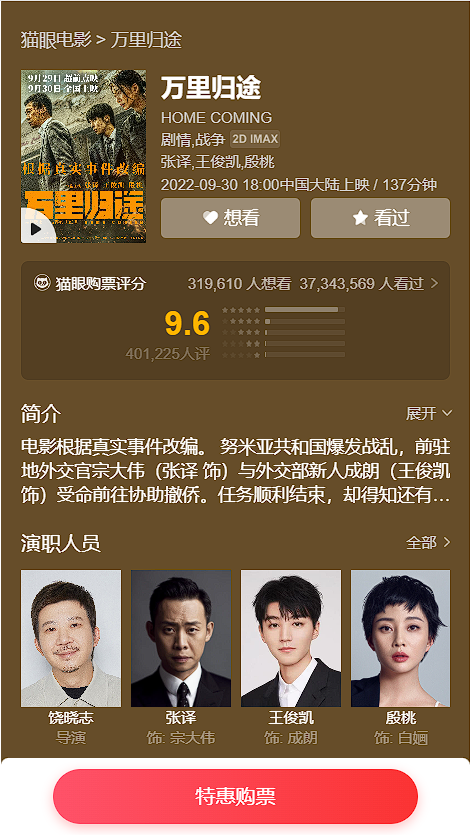 猫眼电影 > 万里归途
9月29日 超前点映
9月30日 全国上映
根据真实事件改编
万里归途
万里归途
HOME COMING
剧情,战争 2D IMAX
张译,王俊凯,殷桃
2022-09-30 18:00中国大陆上映 / 137分钟
想看
看过
猫眼购票评分
319,610 人想看 37,343,569 人看过
9.6
401,225人评
简介
展开
电影根据真实事件改编。 努米亚共和国爆发战乱，前驻
地外交官宗大伟（张译 饰）与外交部新人成朗（王俊凯
饰）受命前往协助撤侨。任务顺利结束，却得知还有…
演职人员
全部
饶晓志 张译 王俊凯 殷桃
导演 饰: 宗大伟 饰: 成朗 饰: 白婳
特惠购票